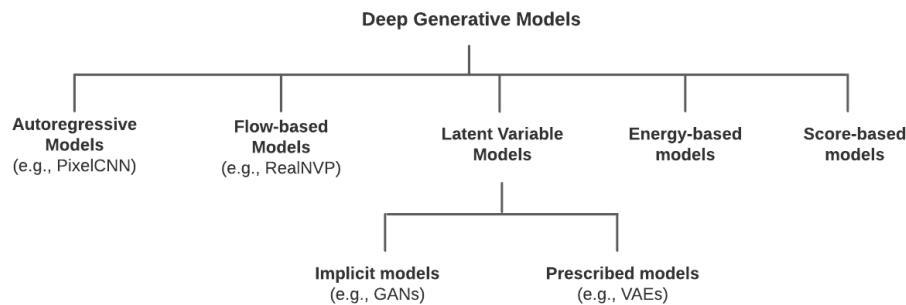 Deep Generative Models
Autoregressive
Models
(e.g., PixelCNN)
Flow-based
Models
(e.g., RealNVP)
Latent Variable
Models
Energy-based
models
Score-based
models
Implicit models
(e.g., GANs)
Prescribed models
(e.g., VAEs)